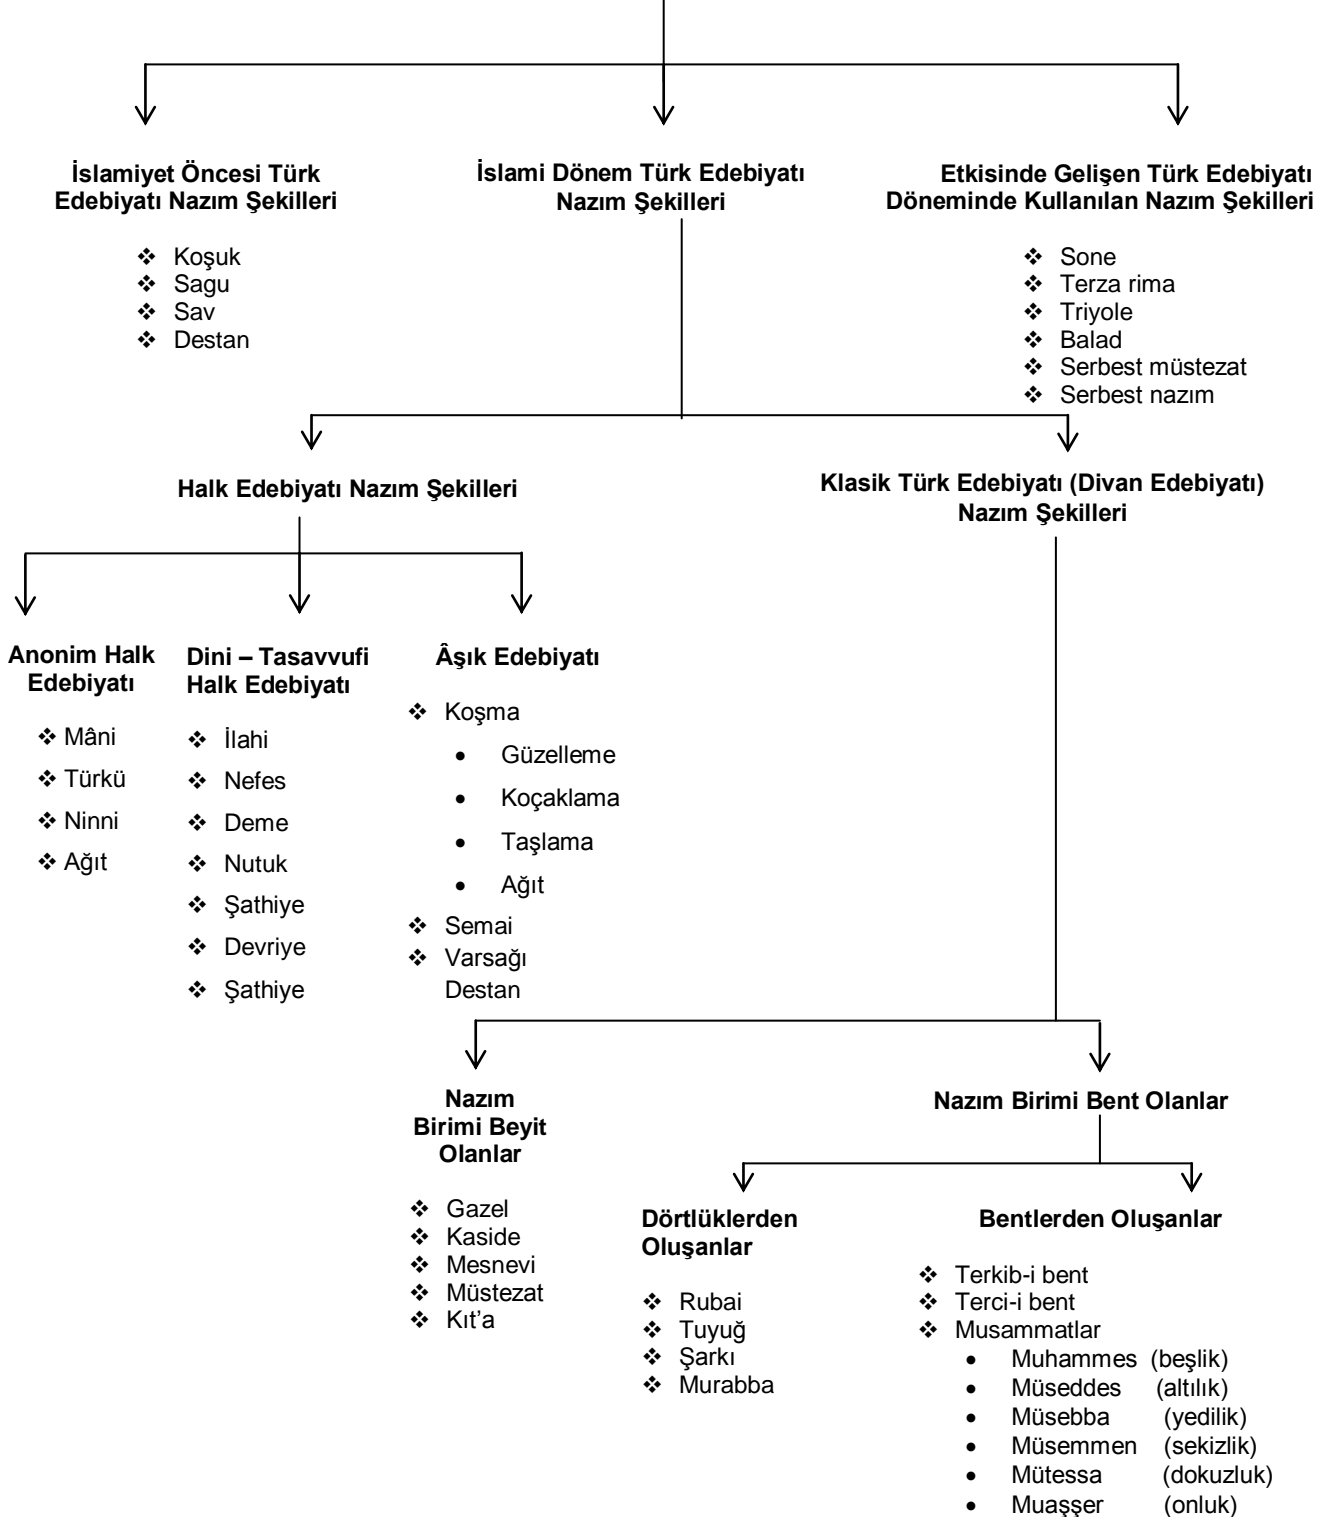 İslamiyet Öncesi Türk
Edebiyatı Nazım Şekilleri
❖ Koşuk
❖ Sagu
❖ Sav
❖ Destan
İslami Dönem Türk Edebiyatı
Nazım Şekilleri
Etkisinde Gelişen Türk Edebiyatı
Döneminde Kullanılan Nazım Şekilleri
❖ Sone
❖ Terza rima
❖ Triyole
❖ Balad
❖ Serbest müstezat
❖ Serbest nazım
Halk Edebiyatı Nazım Şekilleri
Klasik Türk Edebiyatı (Divan Edebiyatı)
Nazım Şekilleri
Anonim Halk
Edebiyatı
❖ Mâni
❖ Türkü
❖ Ninni
❖ Ağıt
Dini – Tasavvufi
Halk Edebiyatı
❖ İlahi
❖ Nefes
❖ Deme
❖ Nutuk
❖ Şathiye
❖ Devriye
❖ Şathiye
Âşık Edebiyatı
❖ Koşma
• Güzelleme
• Koçaklama
• Taşlama
• Ağıt
❖ Semai
❖ Varsağı
Destan
Nazım
Birimi Beyit
Olanlar
❖ Gazel
❖ Kaside
❖ Mesnevi
❖ Müstezat
❖ Kıt’a
Nazım Birimi Bent Olanlar
Dörtlüklerden
Oluşanlar
❖ Rubai
❖ Tuyuğ
❖ Şarkı
❖ Murabba
Bentlerden Oluşanlar
❖ Terkib-i bent
❖ Terci-i bent
❖ Musammatlar
• Muhammes (beşlik)
• Müseddes (altılık)
• Müsebba (yedilik)
• Müsemmen (sekizlik)
• Mütessa (dokuzluk)
• Muaşşer (onluk)